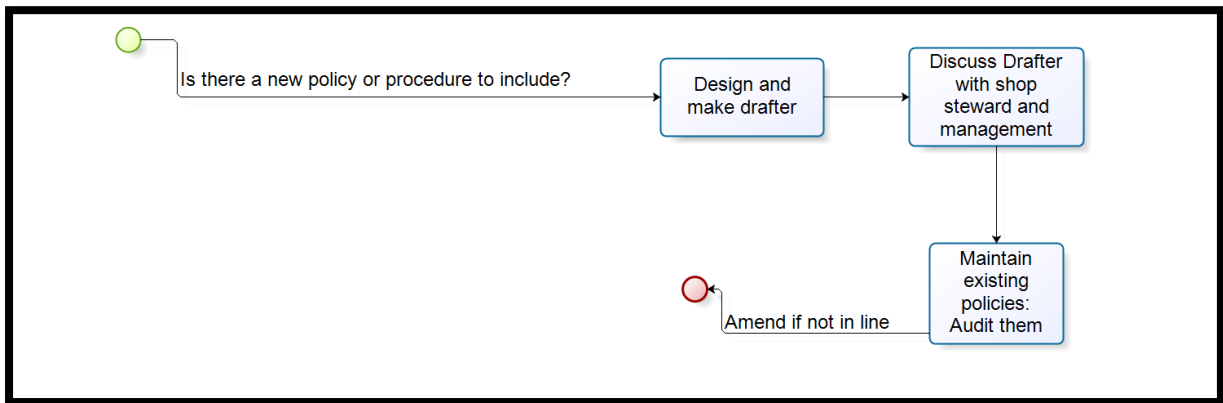 Is there a new policy or procedure to include?
Design and
make drafter
Discuss Drafter
with shop
steward and
management
Maintain
existing
policies:
Audit them
Amend if not in line